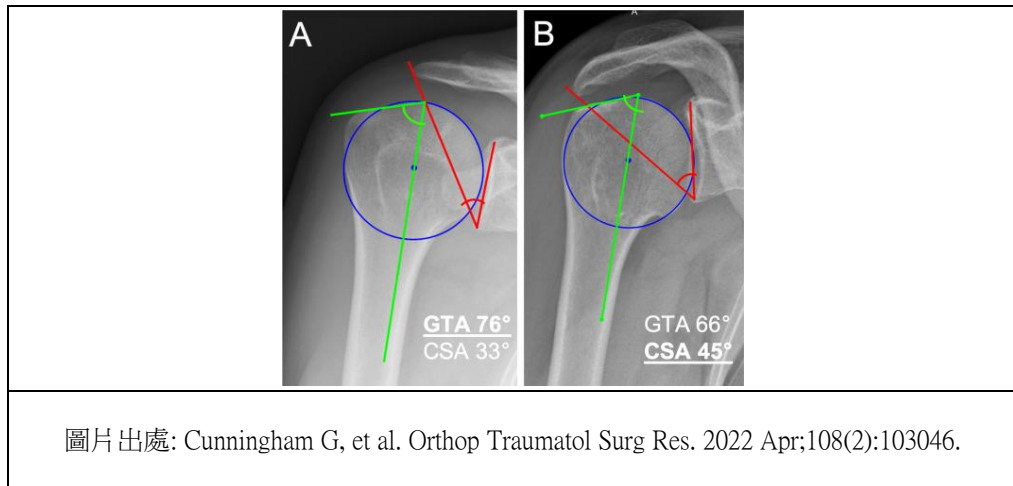 A
B
A
GTA 76°
CSA 33°
GTA 66°
CSA 45°
圖片出處: Cunningham G, et al. Orthop Traumatol Surg Res. 2022 Apr;108(2):103046.